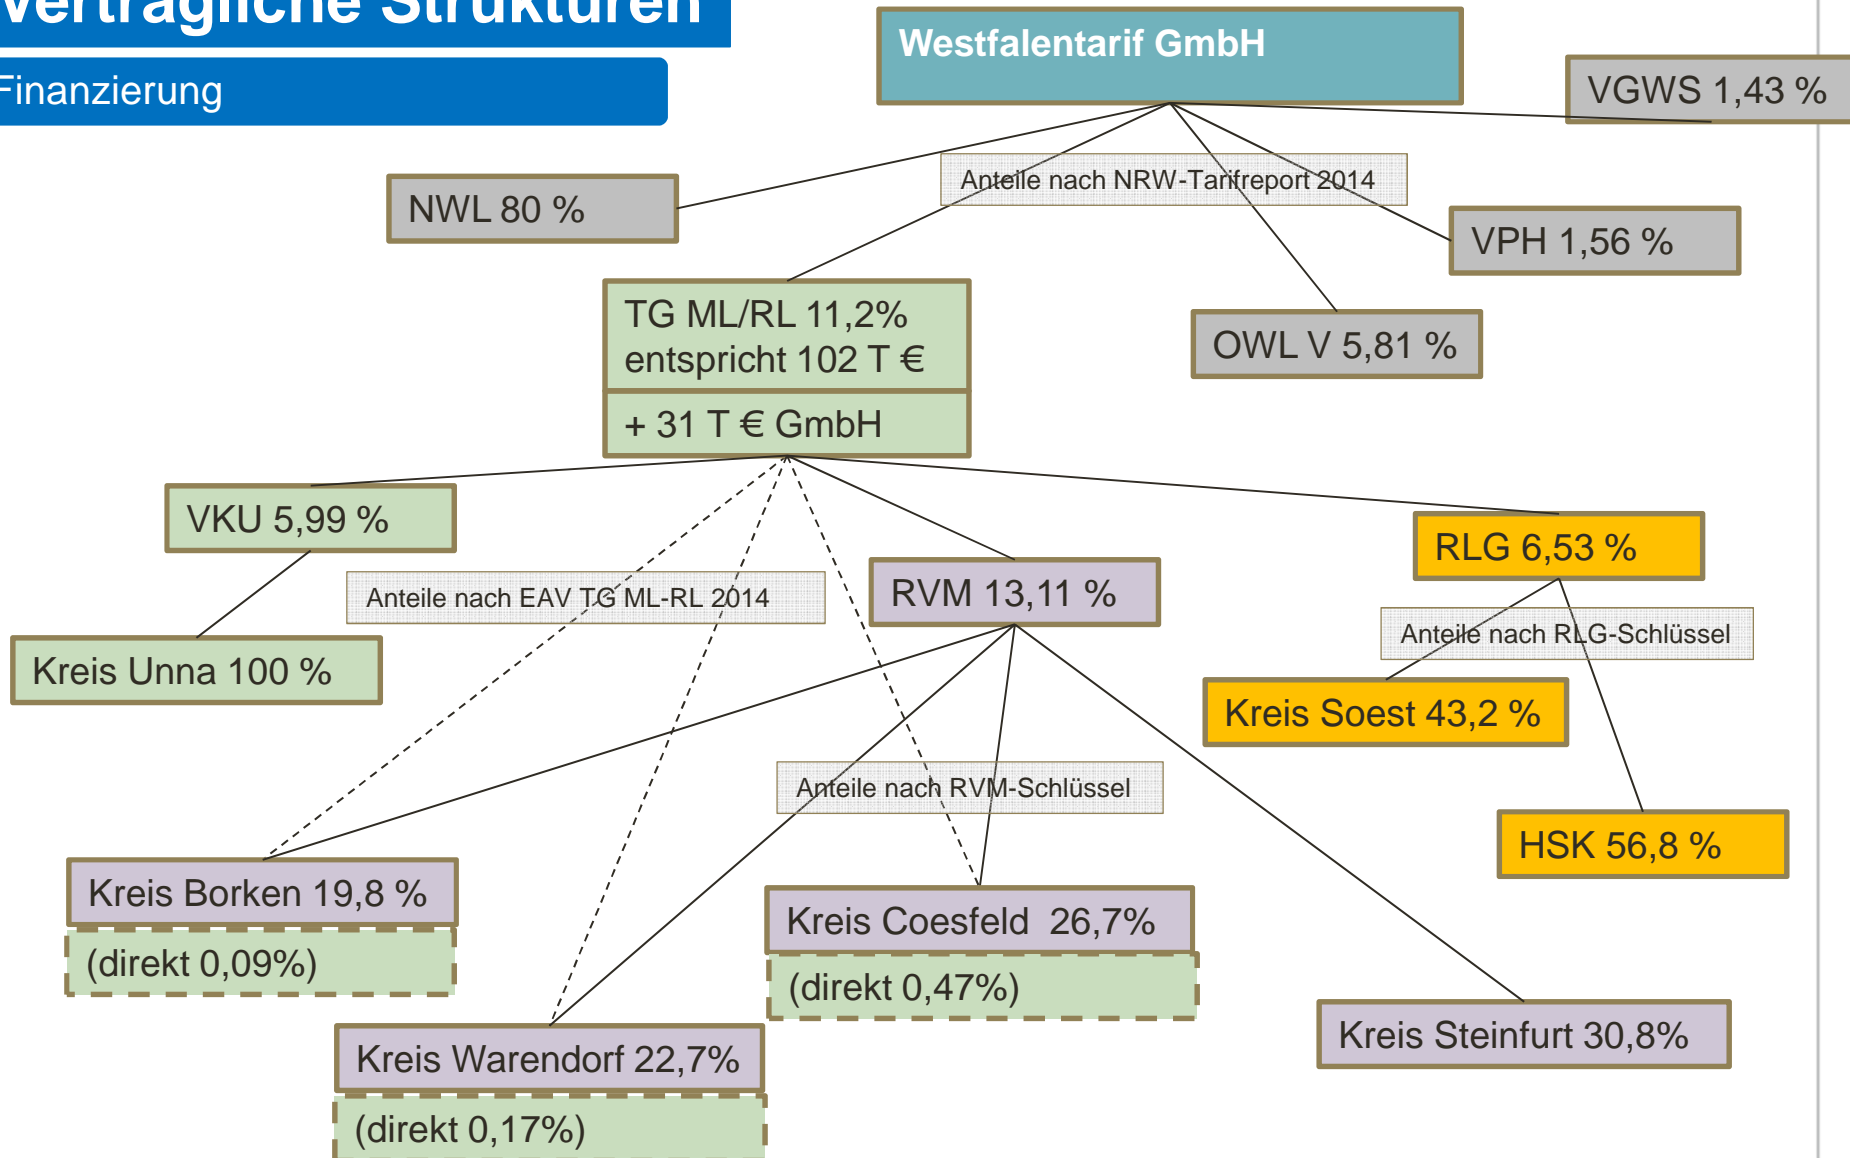 Vertragliche Strukturen
Finanzierung
Westfalentarif GmbH
VGWS 1,43 %
Anteile nach NRW-Tarifreport 2014
NWL 80 %
VPH 1,56 %
TG ML/RL 11,2%
entspricht 102 T €
+ 31 T € GmbH
OWL V 5,81 %
VKU 5,99 %
RLG 6,53 %
Anteile nach EAV TG ML-RL 2014
RVM 13,11 %
Anteile nach RLG-Schlüssel
Kreis Unna 100 %
Kreis Soest 43,2 %
Anteile nach RVM-Schlüssel
HSK 56,8 %
Kreis Borken 19,8 %
(direkt 0,09%)
Kreis Coesfeld  26,7%
(direkt 0,47%)
Kreis Warendorf 22,7%
(direkt 0,17%)
Kreis Steinfurt 30,8%